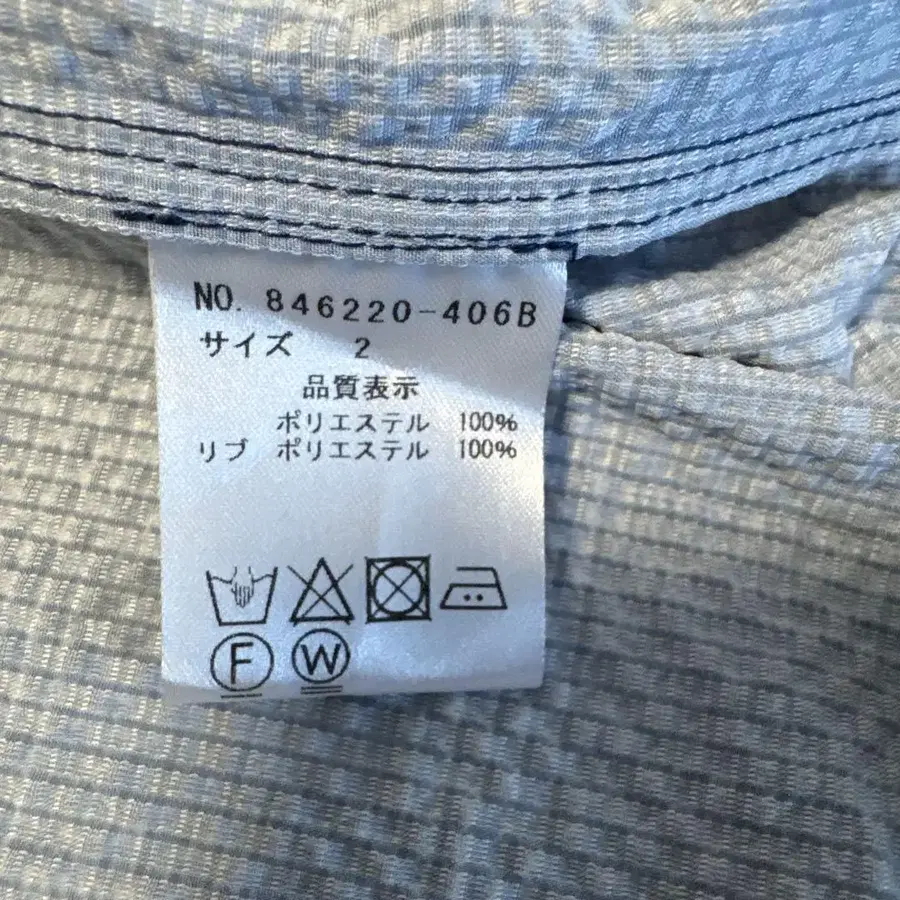 NO. 846220-406B
サイズ 2
品質表示
ポリエステル 100%
リブ ポリエステル 100%
F W